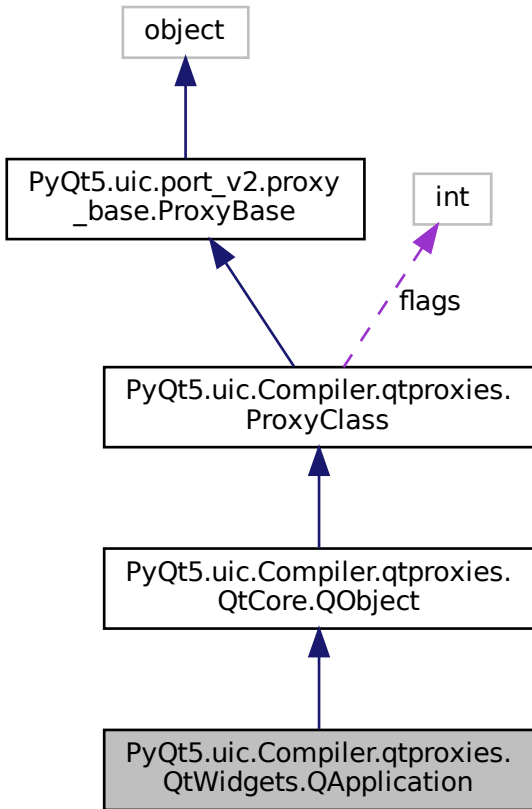 object
PyQt5.uic.port_v2.proxy
_base.ProxyBase
int
flags
PyQt5.uic.Compiler.qtproxies.
ProxyClass
PyQt5.uic.Compiler.qtproxies.
QtCore.QObject
PyQt5.uic.Compiler.qtproxies.
QtWidgets.QApplication